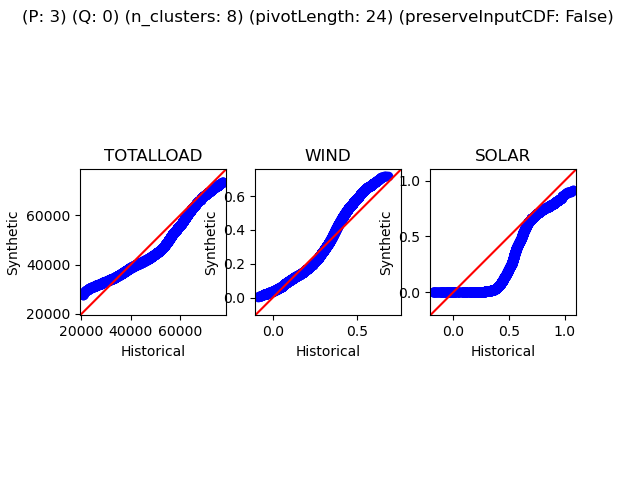 (P: 3) (Q: 0) (n_clusters: 8) (pivotLength: 24) (preserveInputCDF: False)
TOTALLOAD
Synthetic
60000
40000
20000
20000 40000 60000
Historical
WIND
Synthetic
0.6
0.4
0.2
0.0
0.0 0.5
Historical
SOLAR
Synthetic
1.0
0.5
0.0
0.0 0.5 1.0
Historical